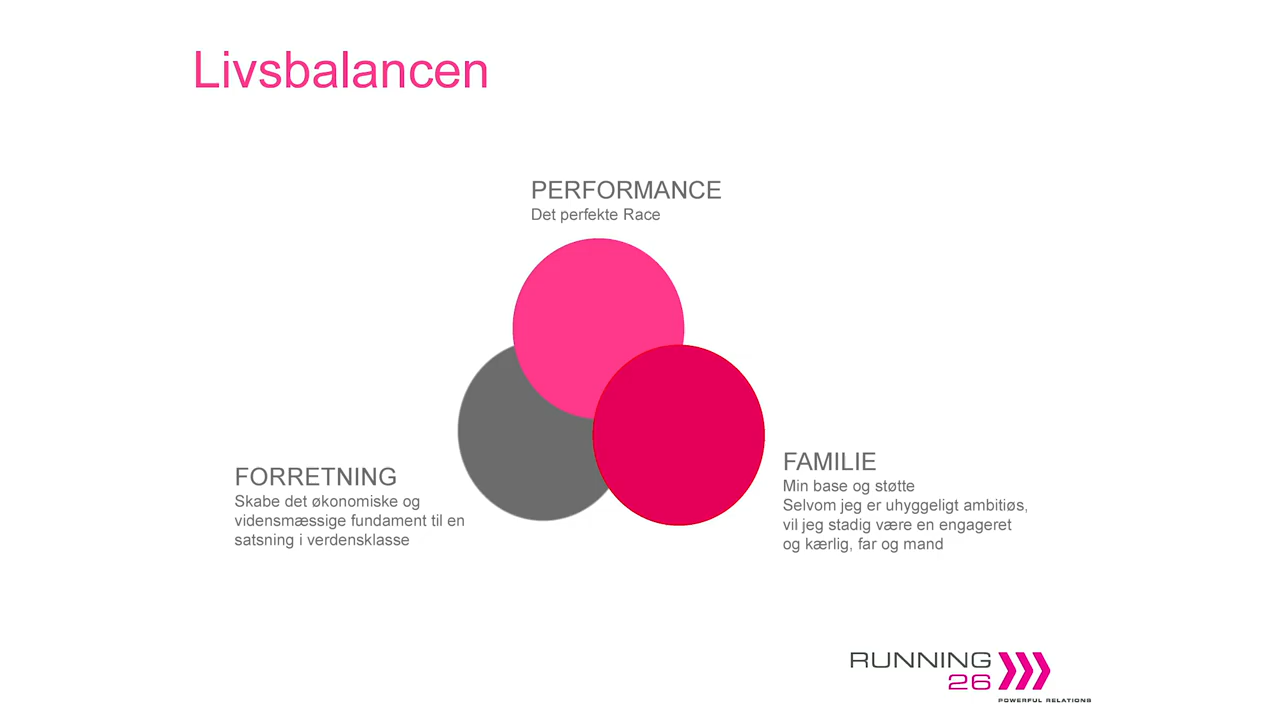 Livsbalancen
PERFORMANCE
Det perfekte Race
FORRETNING
Skabe det økonomiske og
vidensmæssige fundament til en
satsning i verdensklasse
FAMILIE
Min base og støtte
Selvom jeg er uhyggeligt ambitiøs,
vil jeg stadig være en engageret
og kærlig, far og mand
RUNNING
26
POWERFUL RELATIONS